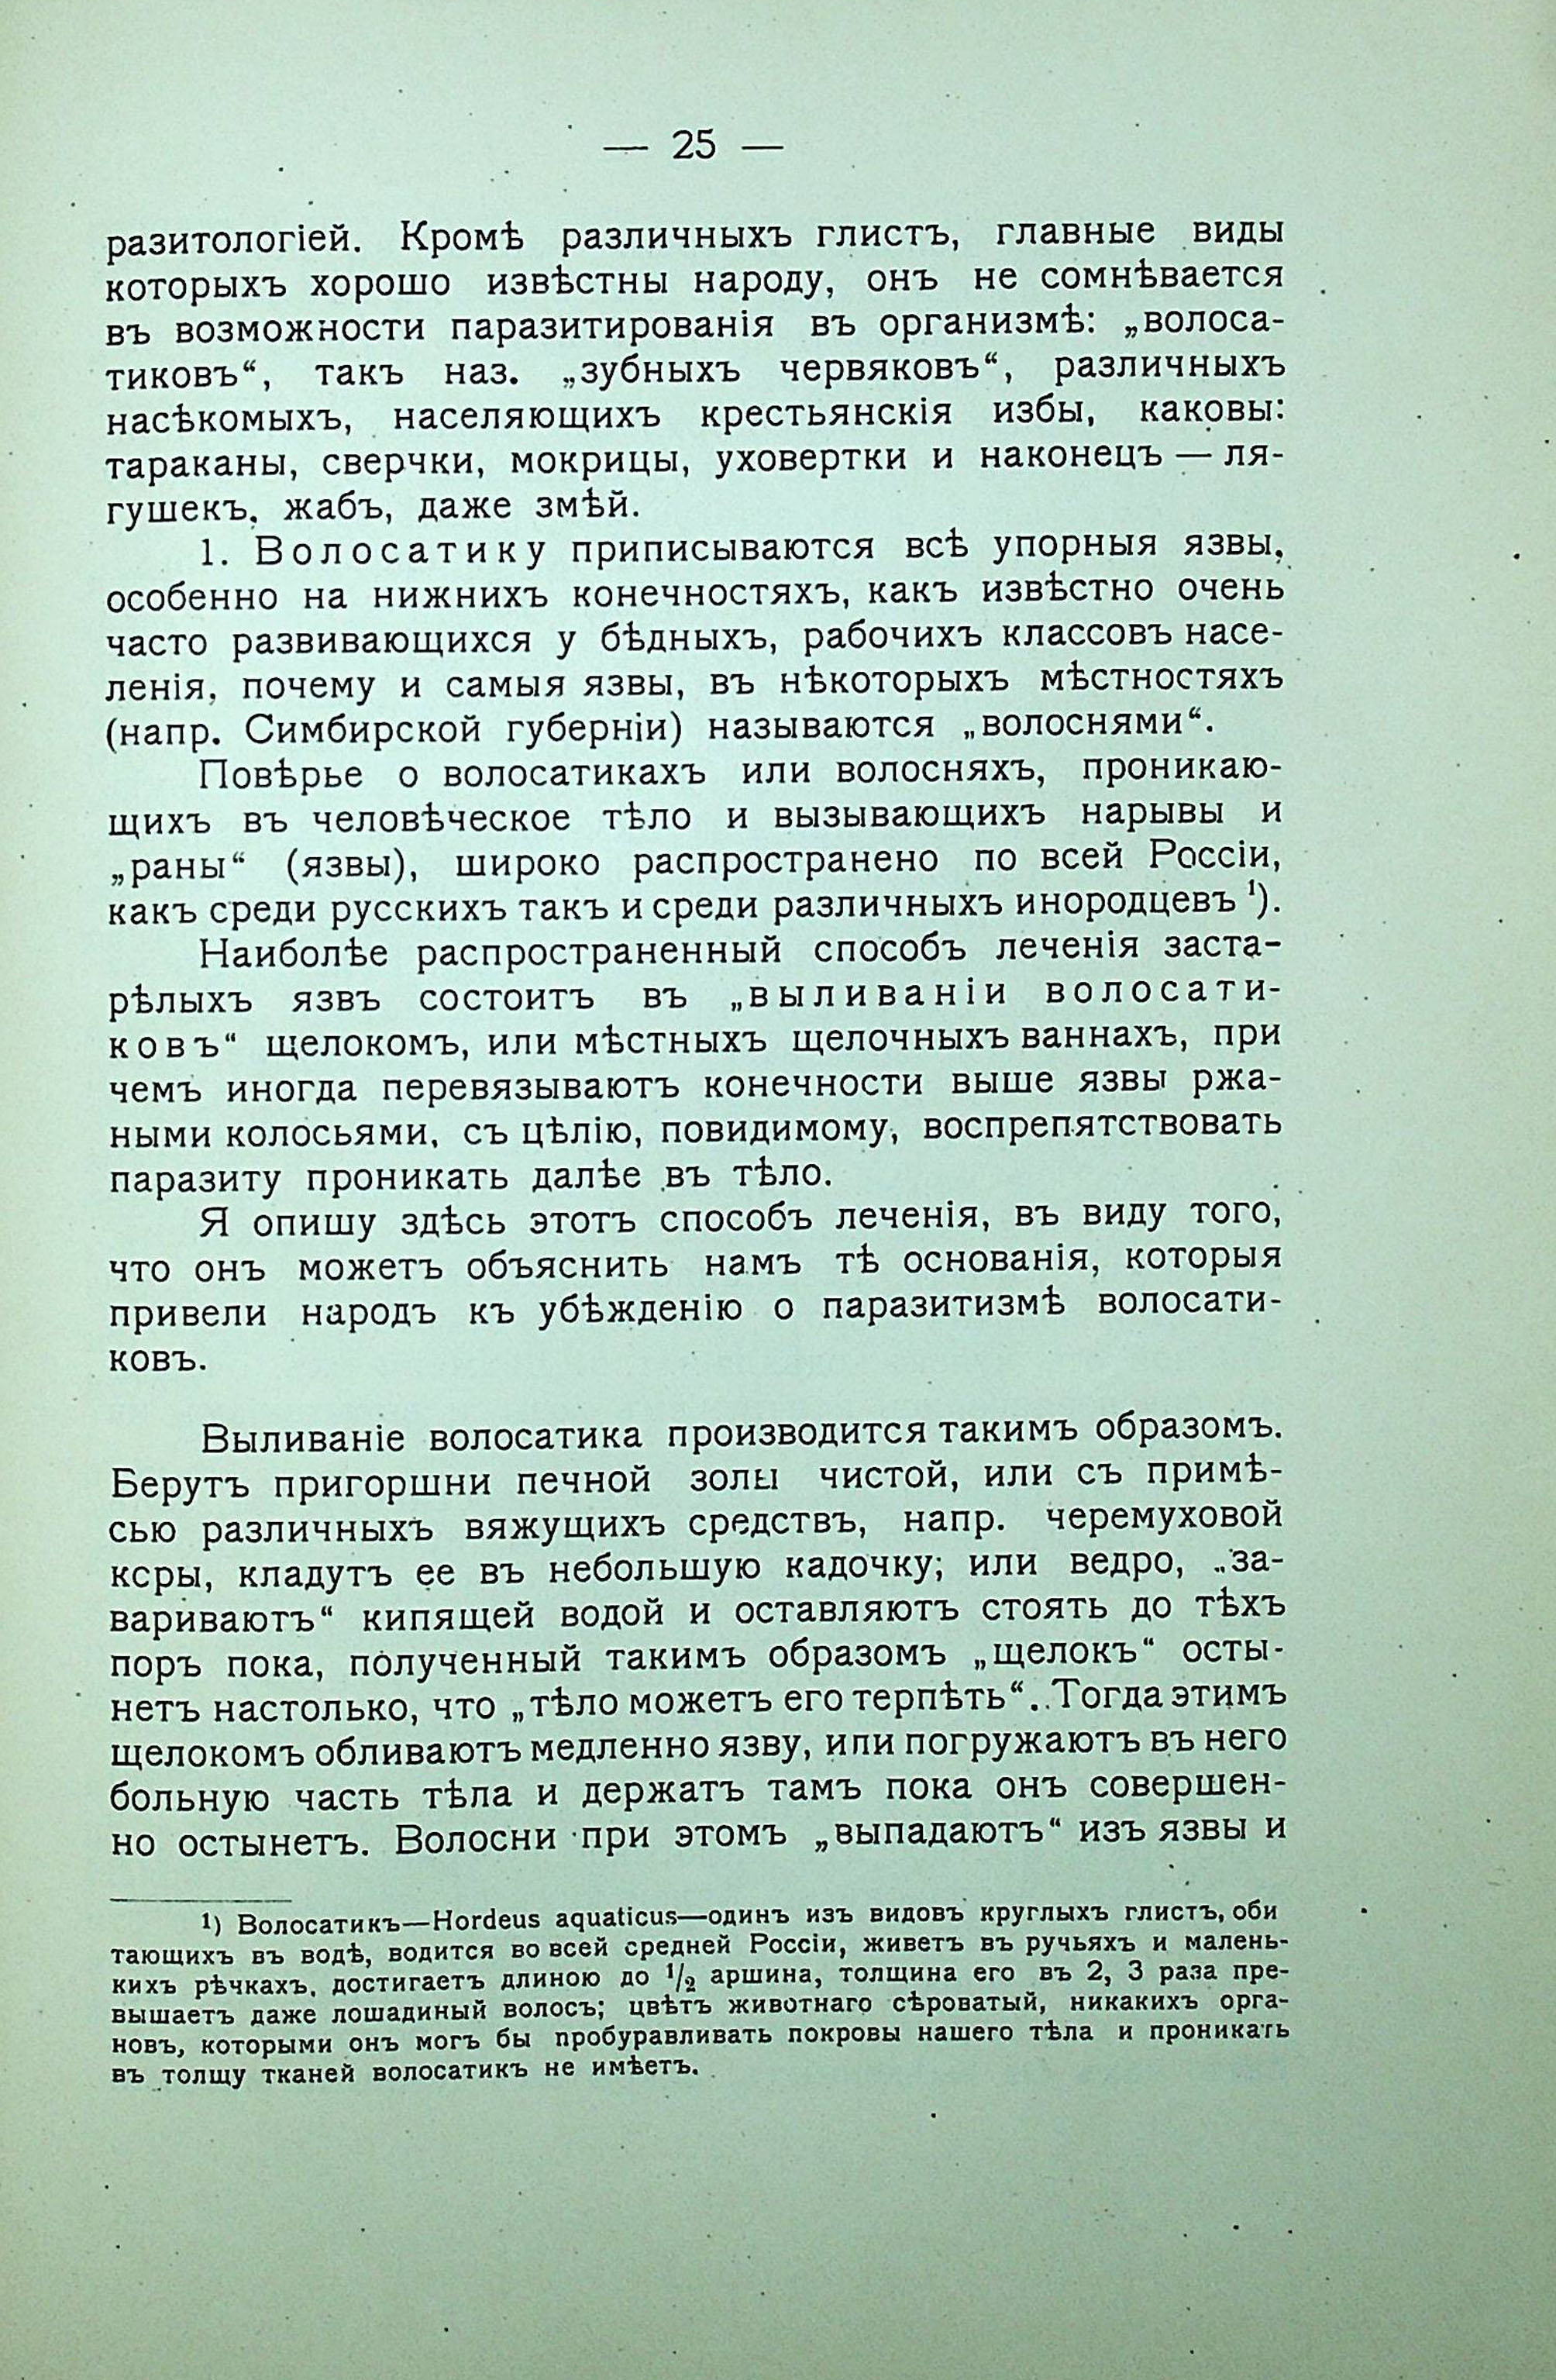 — 25 —
разитологіей. Кромѣ различныхъ глистъ, главные виды
которыхъ хорошо извѣстны народу, онъ не сомнѣвается
въ возможности паразитированія въ организмѣ: „волоса-
тиковъ“, такъ наз. „зубныхъ червяковъ“, различныхъ
насѣкомыхъ, населяющихъ крестьянскія избы, каковы:
тараканы, сверчки, мокрицы, уховертки и наконецъ — ля-
гушекъ, жабъ, даже змѣй.
1. Волосатику приписываются всѣ упорныя язвы,
особенно на нижнихъ конечностяхъ, какъ извѣстно очень
часто развивающихся у бѣдныхъ, рабочихъ классовъ насе-
ленія, почему и самыя язвы, въ нѣкоторыхъ мѣстностяхъ
(напр. Симбирской губерніи) называются „волоснями“.
Повѣрье о волосатикахъ или волосняхъ, проникаю-
щихъ въ человѣческое тѣло и вызывающихъ нарывы и
„раны“ (язвы), широко распространено по всей Россіи,
какъ среди русскихъ такъ и среди различныхъ инородцевъ ¹).
Наиболѣе распространенный способъ леченія заста-
рѣлыхъ язвъ состоитъ въ „выливаніи волосати-
ковъ“ щелокомъ, или мѣстныхъ щелочныхъ ваннахъ, при
чемъ иногда перевязываютъ конечности выше язвы ржа-
ными колосьями, съ цѣлію, повидимому, воспрепятствовать
паразиту проникать далѣе въ тѣло.
Я опишу здѣсь этотъ способъ леченія, въ виду того,
что онъ можетъ объяснить намъ тѣ основанія, которыя
привели народъ къ убѣжденію о паразитизмѣ волосати-
ковъ.
Выливаніе волосатика производится такимъ образомъ.
Берутъ пригоршни печной золы чистой, или съ примѣ-
сью различныхъ вяжущихъ средствъ, напр. черемуховой
ксры, кладутъ ее въ небольшую кадочку; или ведро, „за-
вариваютъ“ кипящей водой и оставляютъ стоять до тѣхъ
поръ пока, полученный такимъ образомъ „щелокъ“ осты-
нетъ настолько, что „тѣло можетъ его терпѣть“. Тогда этимъ
щелокомъ обливаютъ медленно язву, ипи погружаютъ въ него
больную часть тѣла и держатъ тамъ пока онъ совершен-
но остынетъ. Волосни при этомъ „выпадаютъ“ изъ язвы и
¹) Волосатикъ—Hordeus aquaticus—одинъ изъ видовъ круглыхъ глистъ, оби
тающихъ въ водѣ, водится во всей средней Россіи, живетъ въ ручьяхъ и малень-
кихъ рѣчкахъ, достигаетъ длиною до ¹/₂ аршина, толщина его въ 2, 3 раза пре-
вышаетъ даже лошадиный волосъ; цвѣтъ животнаго сѣроватый, никакихъ орга-
новъ, которыми онъ могъ бы пробуравливать покровы нашего тѣла и проникать
въ толщу тканей волосатикъ не имѣетъ.